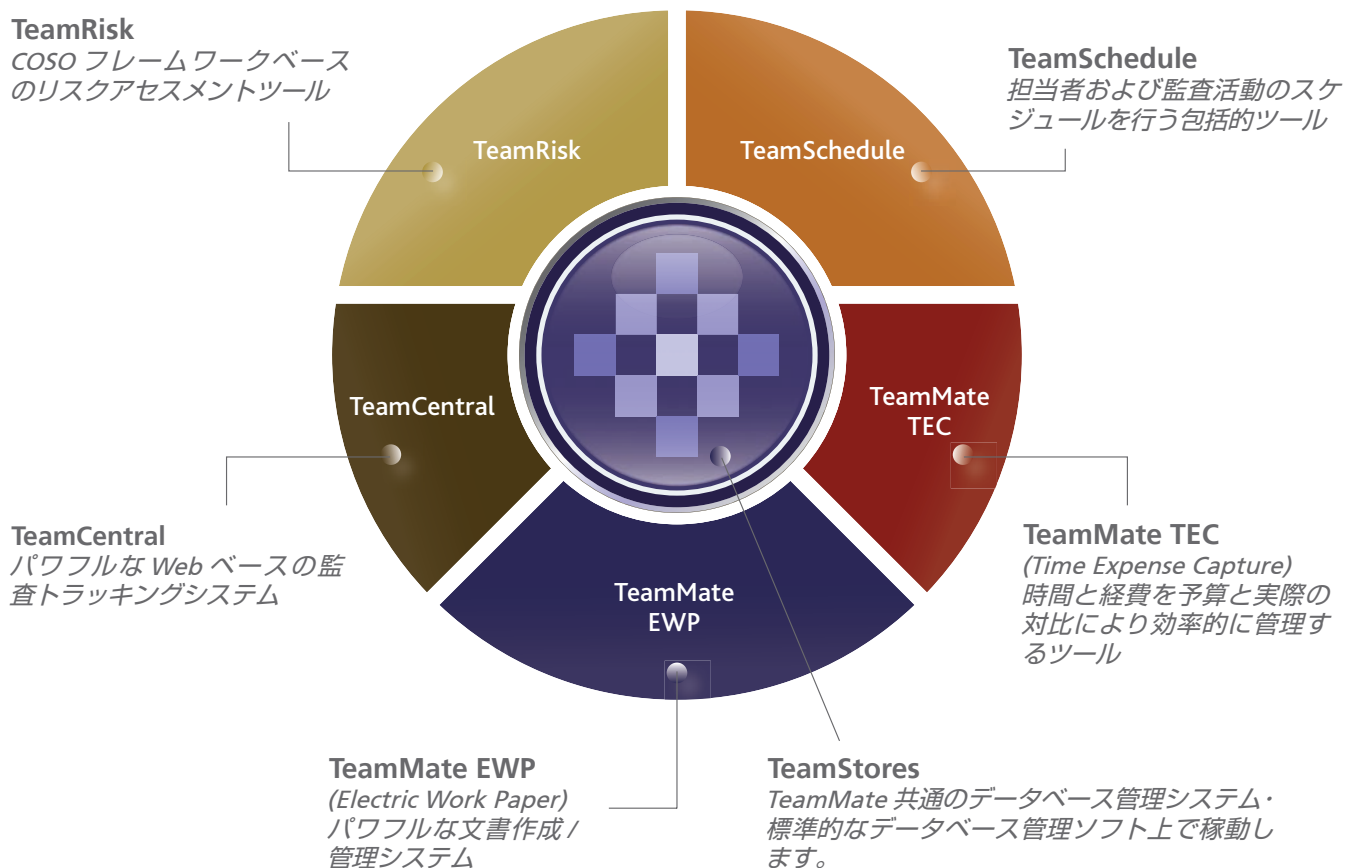 TeamRisk
COSO フレームワークベース
のリスクアセスメントツール
TeamSchedule
担当者および監査活動のスケ
ジュールを行う包括的ツール
TeamRisk
TeamSchedule
TeamCentral
TeamMate
TEC
TeamMate
EWP
TeamCentral
パワフルな Web ベースの監
査トラッキングシステム
TeamMate TEC
(Time Expense Capture)
時間と経費を予算と実際の
対比により効率的に管理す
るツール
TeamMate EWP
(Electric Work Paper)
パワフルな文書作成 /
管理システム
TeamStores
TeamMate 共通のデータベース管理システム・
標準的なデータベース管理ソフト上で稼動し
ます。